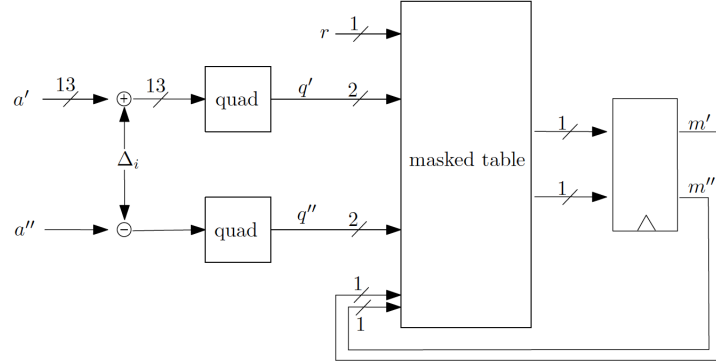 r 1
a′ 13 + 13 quad q′ 2
Δi
masked table
1 m′
1 m″
a″ − quad q″ 2
1
1